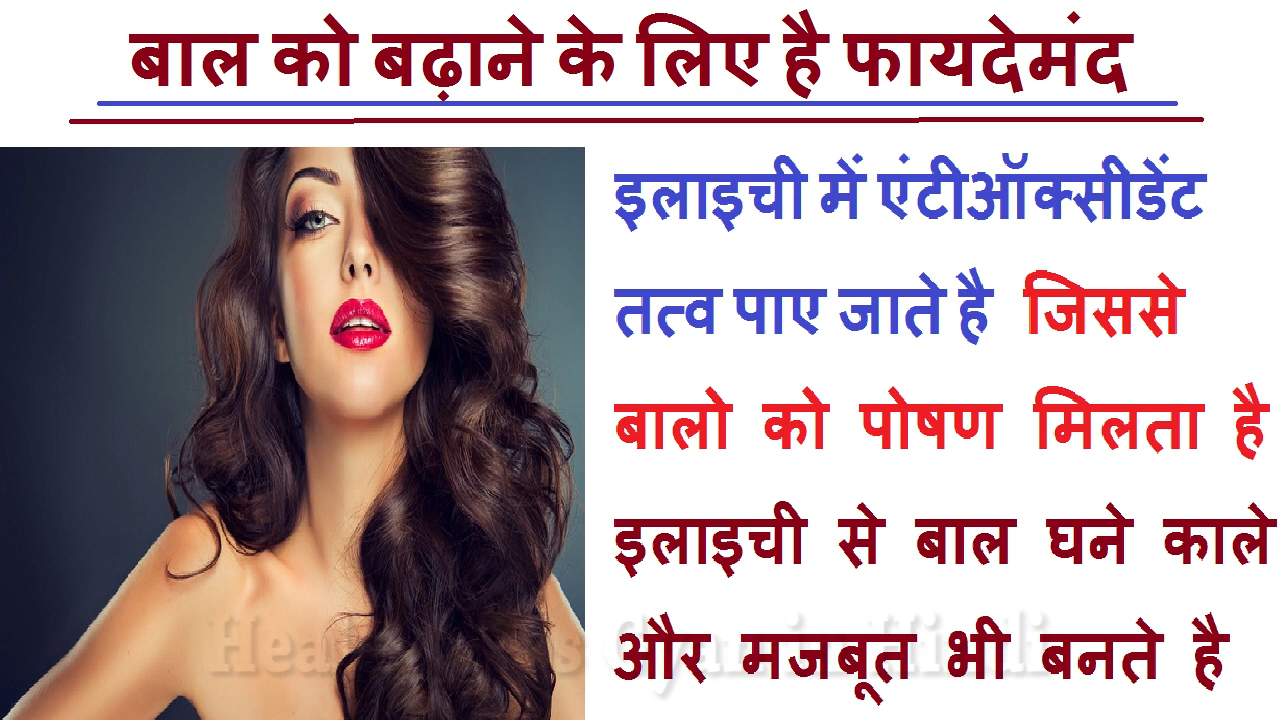 बाल को बढ़ाने के लिए है फायदेमंद
इलाइची में एंटीऑक्सीडेंट
तत्व पाए जाते है जिससे
बालो को पोषण मिलता है
इलाइची से बाल घने काले
और मजबूत भी बनते है